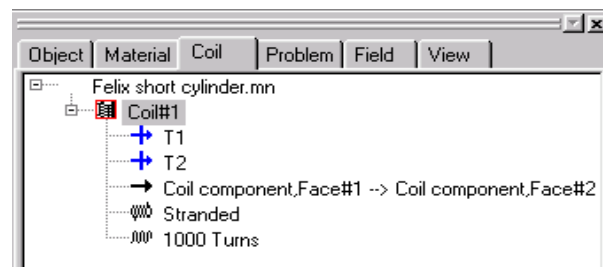 Object Material Coil Problem Field View
Felix short cylinder.mn
Coil#1
T1
T2
Coil component,Face#1 --> Coil component,Face#2
Stranded
1000 Turns